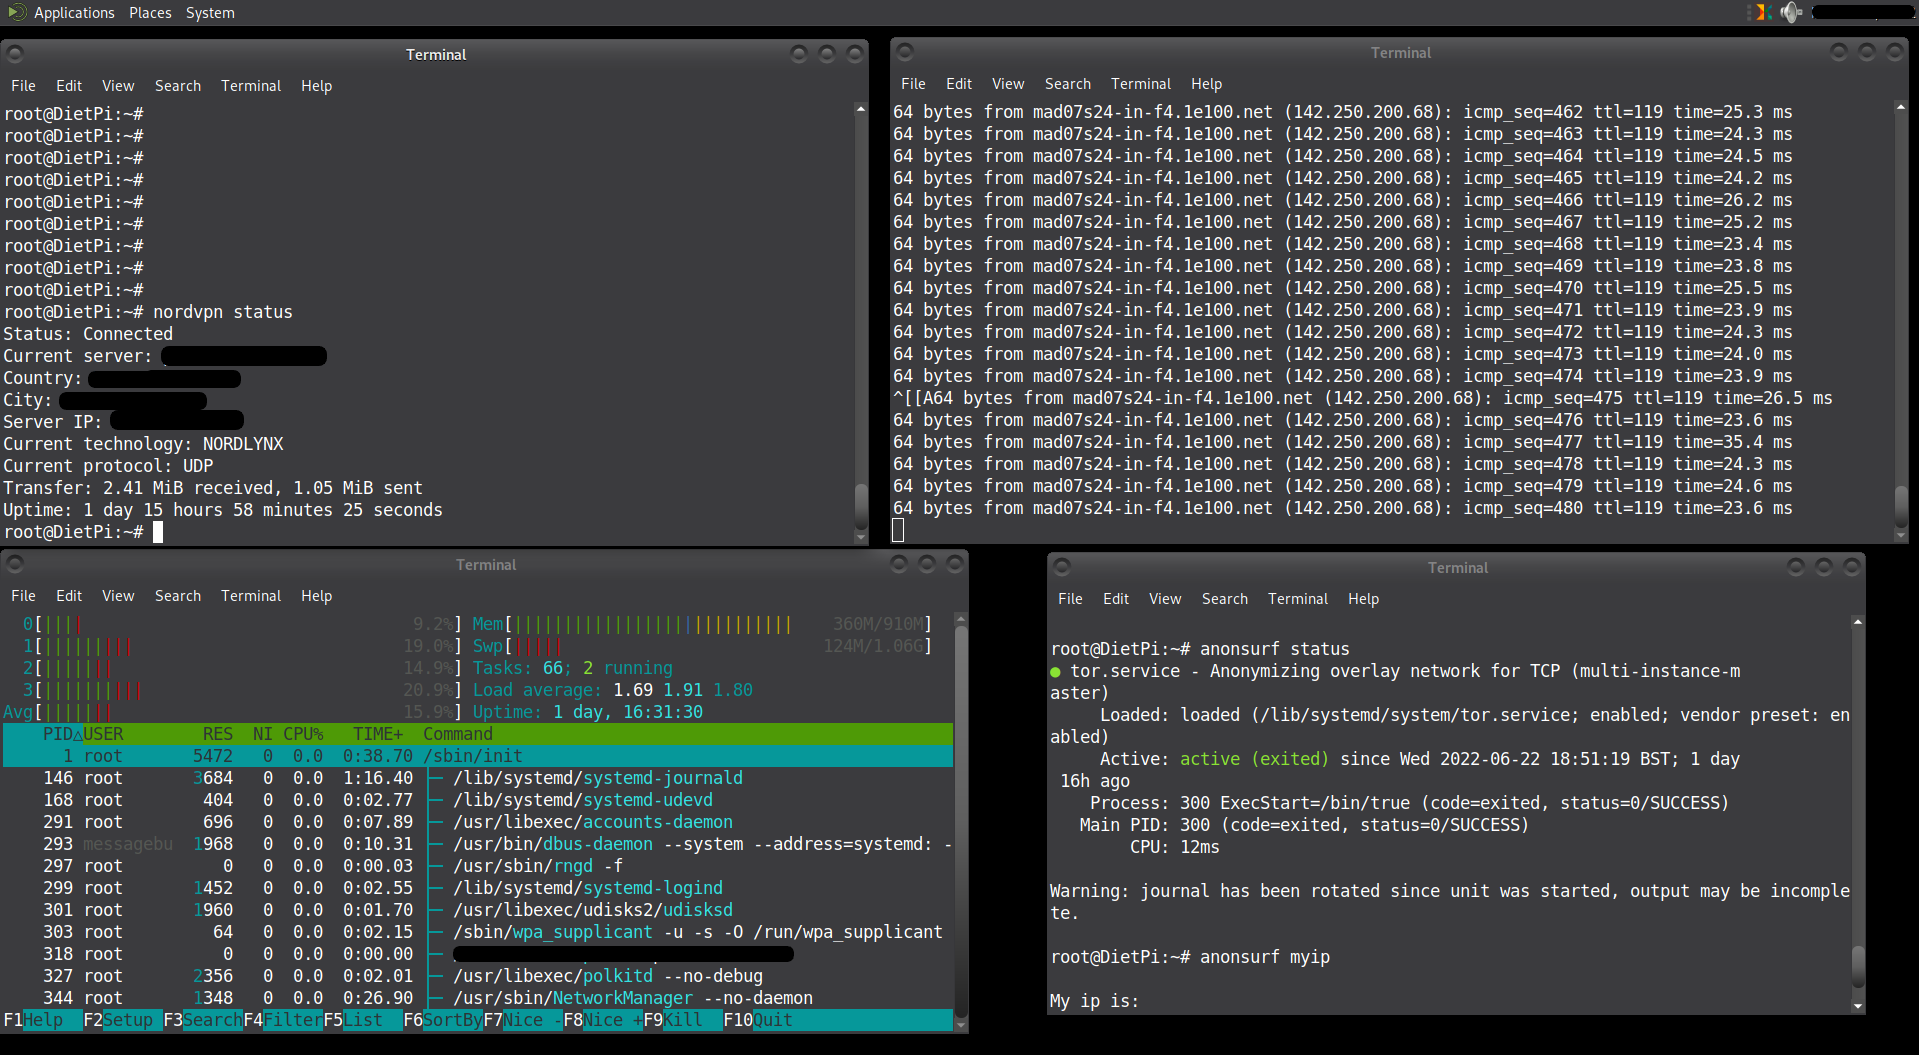 Applications Places System
Terminal
File Edit View Search Terminal Help
root@DietPi:~#
root@DietPi:~#
root@DietPi:~#
root@DietPi:~#
root@DietPi:~#
root@DietPi:~#
root@DietPi:~#
root@DietPi:~#
root@DietPi:~#
root@DietPi:~# nordvpn status
Status: Connected
Current server:
Country:
City:
Server IP:
Current technology: NORDLYNX
Current protocol: UDP
Transfer: 2.41 MiB received, 1.05 MiB sent
Uptime: 1 day 15 hours 58 minutes 25 seconds
root@DietPi:~#
Terminal
File Edit View Search Terminal Help
64 bytes from mad07s24-in-f4.1e100.net (142.250.200.68): icmp_seq=462 ttl=119 time=25.3 ms
64 bytes from mad07s24-in-f4.1e100.net (142.250.200.68): icmp_seq=463 ttl=119 time=24.3 ms
64 bytes from mad07s24-in-f4.1e100.net (142.250.200.68): icmp_seq=464 ttl=119 time=24.5 ms
64 bytes from mad07s24-in-f4.1e100.net (142.250.200.68): icmp_seq=465 ttl=119 time=24.2 ms
64 bytes from mad07s24-in-f4.1e100.net (142.250.200.68): icmp_seq=466 ttl=119 time=26.2 ms
64 bytes from mad07s24-in-f4.1e100.net (142.250.200.68): icmp_seq=467 ttl=119 time=25.2 ms
64 bytes from mad07s24-in-f4.1e100.net (142.250.200.68): icmp_seq=468 ttl=119 time=23.4 ms
64 bytes from mad07s24-in-f4.1e100.net (142.250.200.68): icmp_seq=469 ttl=119 time=23.8 ms
64 bytes from mad07s24-in-f4.1e100.net (142.250.200.68): icmp_seq=470 ttl=119 time=25.5 ms
64 bytes from mad07s24-in-f4.1e100.net (142.250.200.68): icmp_seq=471 ttl=119 time=23.9 ms
64 bytes from mad07s24-in-f4.1e100.net (142.250.200.68): icmp_seq=472 ttl=119 time=24.3 ms
64 bytes from mad07s24-in-f4.1e100.net (142.250.200.68): icmp_seq=473 ttl=119 time=24.0 ms
64 bytes from mad07s24-in-f4.1e100.net (142.250.200.68): icmp_seq=474 ttl=119 time=23.9 ms
^[[A64 bytes from mad07s24-in-f4.1e100.net (142.250.200.68): icmp_seq=475 ttl=119 time=26.5 ms
64 bytes from mad07s24-in-f4.1e100.net (142.250.200.68): icmp_seq=476 ttl=119 time=23.6 ms
64 bytes from mad07s24-in-f4.1e100.net (142.250.200.68): icmp_seq=477 ttl=119 time=35.4 ms
64 bytes from mad07s24-in-f4.1e100.net (142.250.200.68): icmp_seq=478 ttl=119 time=24.3 ms
64 bytes from mad07s24-in-f4.1e100.net (142.250.200.68): icmp_seq=479 ttl=119 time=24.6 ms
64 bytes from mad07s24-in-f4.1e100.net (142.250.200.68): icmp_seq=480 ttl=119 time=23.6 ms
Terminal
File Edit View Search Terminal Help
0[|||| 9.2%] Mem[|||||||||||||||||||||||||||| 360M/910M]
1[||||||||| 19.0%] Swp[||||| 124M/1.06G]
2[||||||| 14.9%] Tasks: 66; 2 running
3[|||||||||| 20.9%] Load average: 1.69 1.91 1.80
Avg[||||||| 15.9%] Uptime: 1 day, 16:31:30
PID△USER RES NI CPU% TIME+ Command
1 root 5472 0 0.0 0:38.70 /sbin/init
146 root 3684 0 0.0 1:16.40 ├─ /lib/systemd/systemd-journald
168 root 404 0 0.0 0:02.77 ├─ /lib/systemd/systemd-udevd
291 root 696 0 0.0 0:07.89 ├─ /usr/libexec/accounts-daemon
293 messagebu 1968 0 0.0 0:10.31 ├─ /usr/bin/dbus-daemon --system --address=systemd: -
297 root 0 0 0.0 0:00.03 ├─ /usr/sbin/rngd -f
299 root 1452 0 0.0 0:02.55 ├─ /lib/systemd/systemd-logind
301 root 1960 0 0.0 0:01.70 ├─ /usr/libexec/udisks2/udisksd
303 root 64 0 0.0 0:02.15 ├─ /sbin/wpa_supplicant -u -s -O /run/wpa_supplicant
318 root 0 0 0.0 0:00.00 ├─
327 root 2356 0 0.0 0:02.01 ├─ /usr/libexec/polkitd --no-debug
344 root 1348 0 0.0 0:26.90 ├─ /usr/sbin/NetworkManager --no-daemon
F1Help F2Setup F3SearchF4FilterF5List F6SortByF7Nice -F8Nice +F9Kill F10Quit
Terminal
File Edit View Search Terminal Help
root@DietPi:~# anonsurf status
● tor.service - Anonymizing overlay network for TCP (multi-instance-m
aster)
Loaded: loaded (/lib/systemd/system/tor.service; enabled; vendor preset: en
abled)
Active: active (exited) since Wed 2022-06-22 18:51:19 BST; 1 day
16h ago
Process: 300 ExecStart=/bin/true (code=exited, status=0/SUCCESS)
Main PID: 300 (code=exited, status=0/SUCCESS)
CPU: 12ms
Warning: journal has been rotated since unit was started, output may be incomple
te.
root@DietPi:~# anonsurf myip
My ip is: